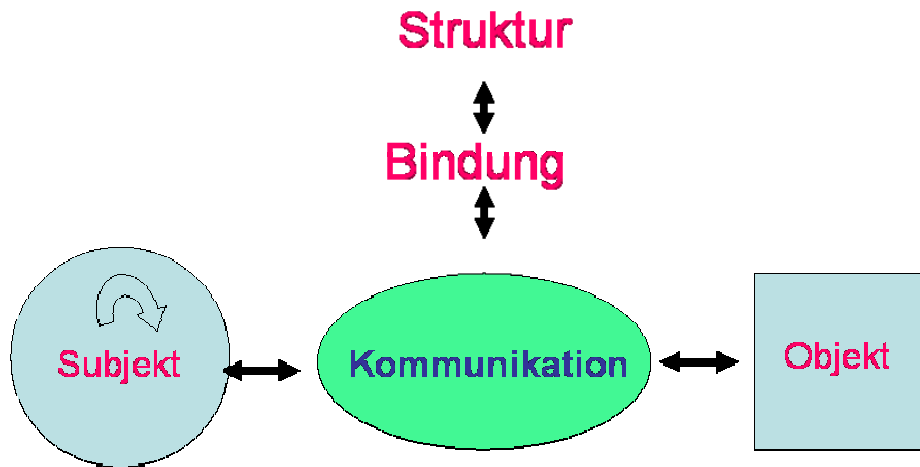 Struktur
Bindung
Subjekt
Kommunikation
Objekt